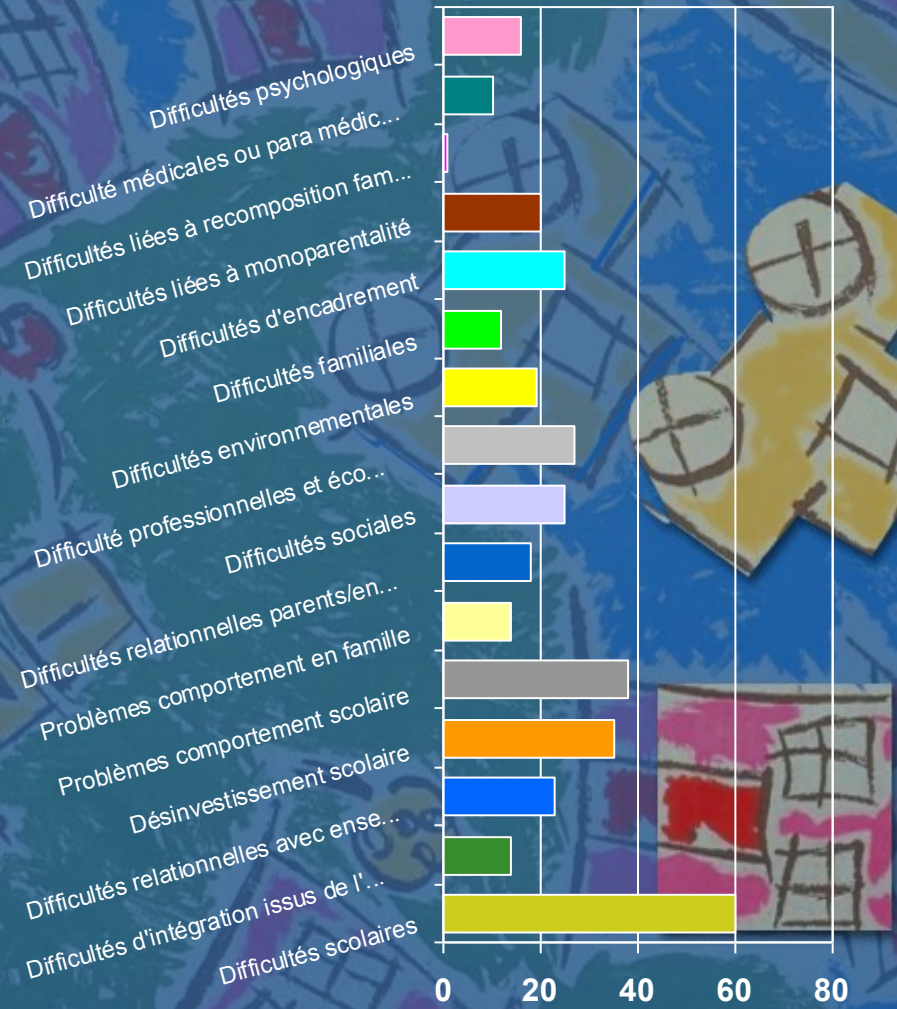 Difficultés psychologiques
Difficulté médicales ou para médic...
Difficultés liées à recomposition fam...
Difficultés liées à monoparentalité
Difficultés d'encadrement
Difficultés familiales
Difficultés environnementales
Difficulté professionnelles et éco...
Difficultés sociales
Difficultés relationnelles parents/en...
Problèmes comportement en famille
Problèmes comportement scolaire
Désinvestissement scolaire
Difficultés relationnelles avec ense...
Difficultés d'intégration issus de l'...
Difficultés scolaires
0 20 40 60 80